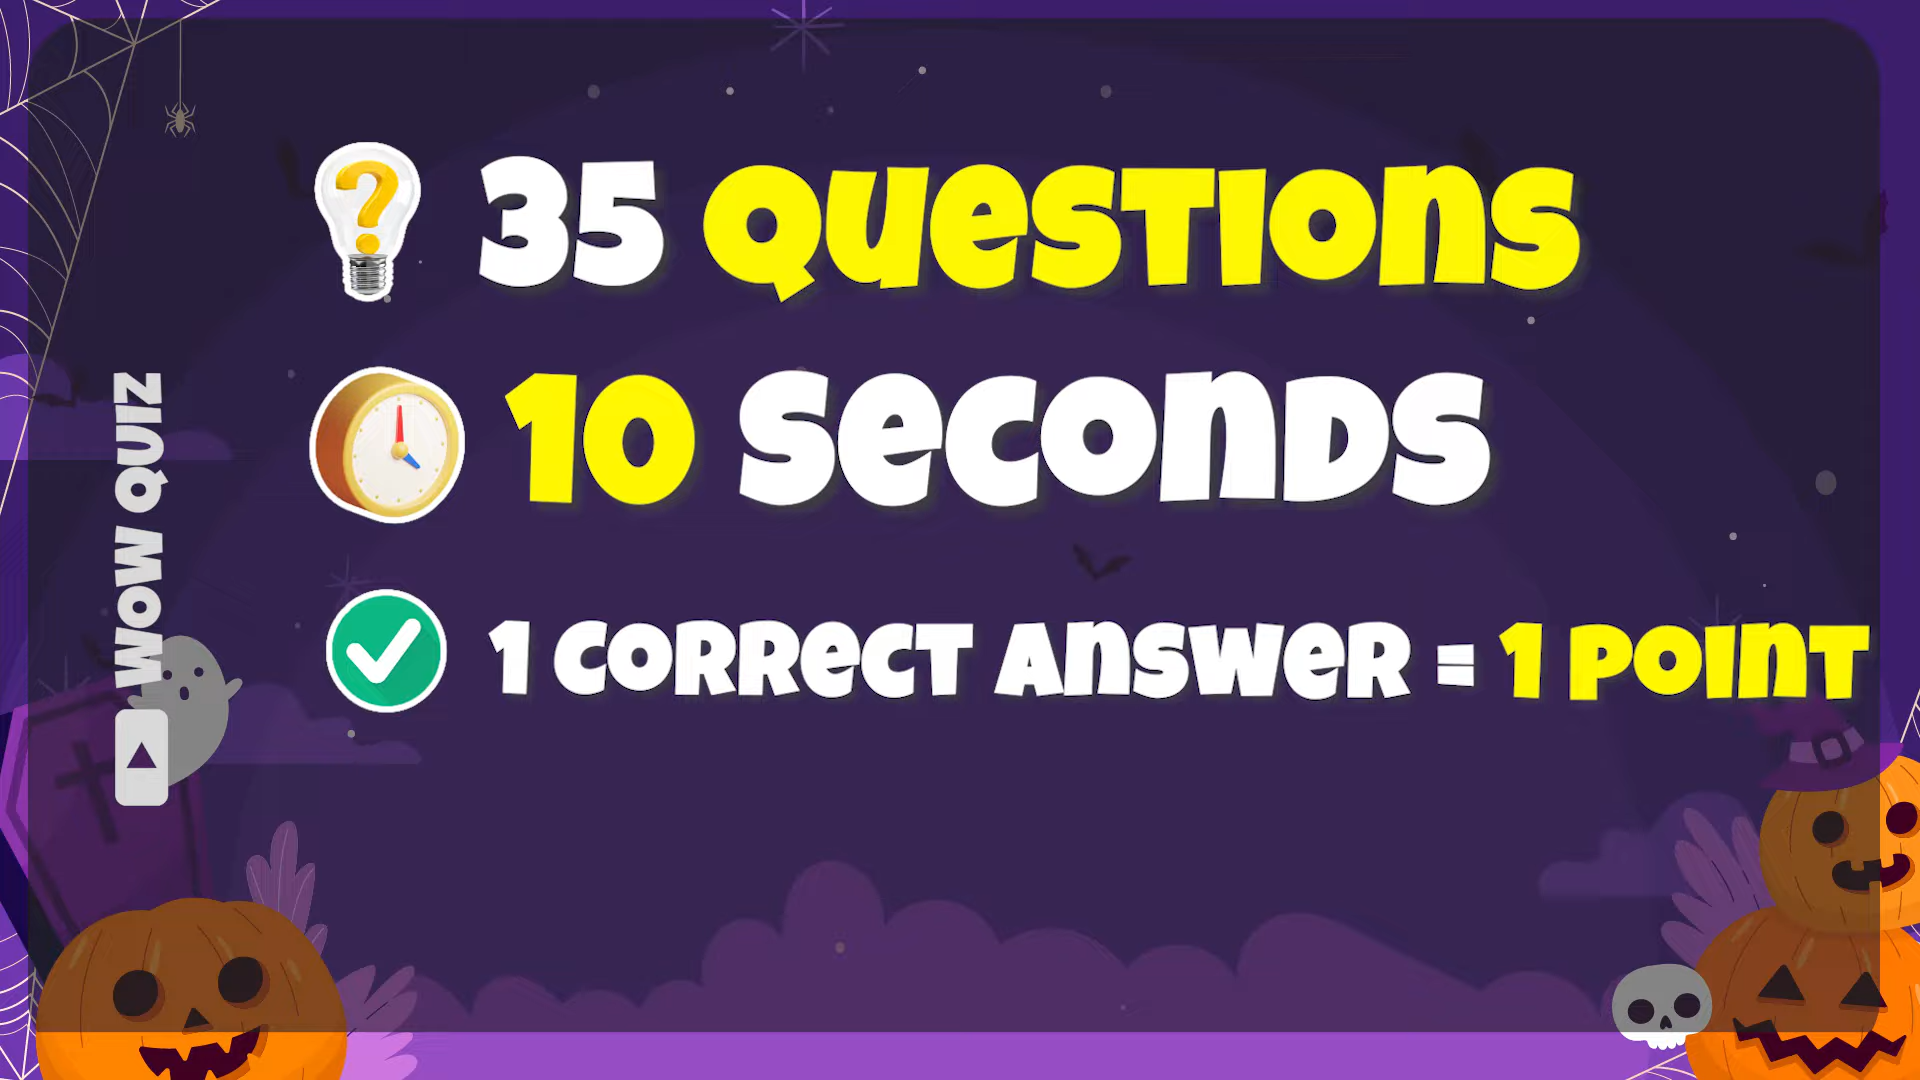 35 QUESTIONS
10 SECONDS
1 CORRECT ANSWER = 1 POINT
WOW QUIZ